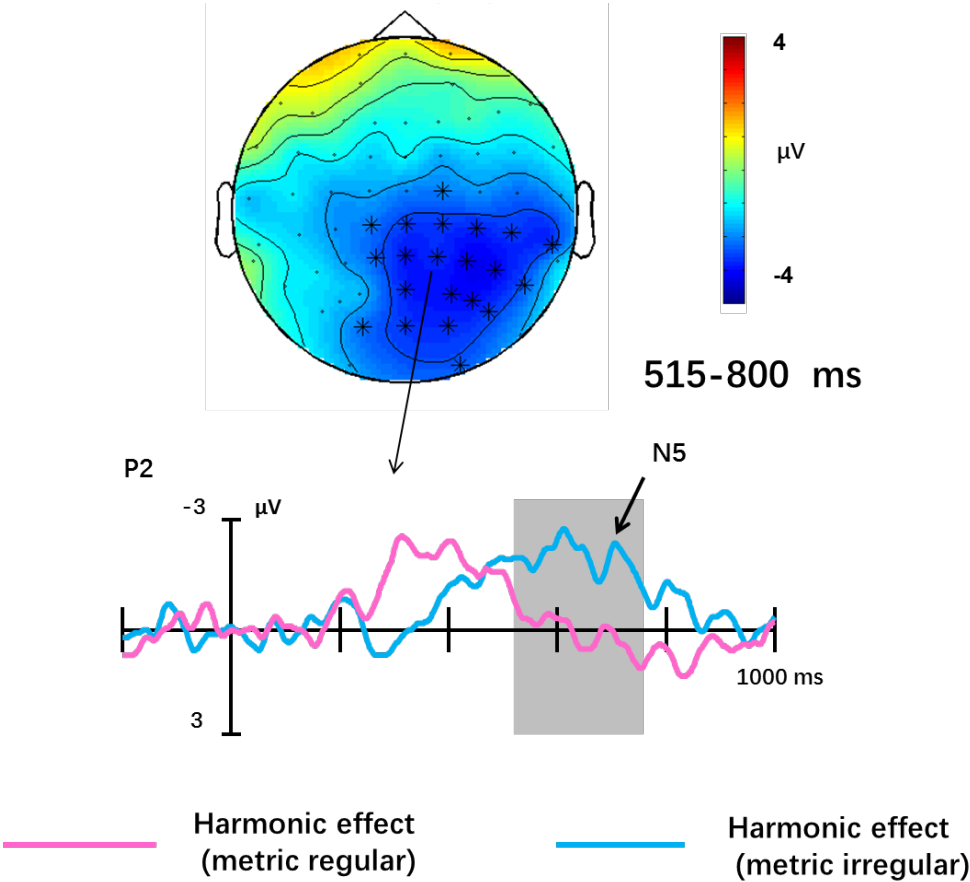 4
μV
-4
515-800 ms
N5
P2
-3
μV
3
1000 ms
Harmonic effect
(metric regular)
Harmonic effect
(metric irregular)